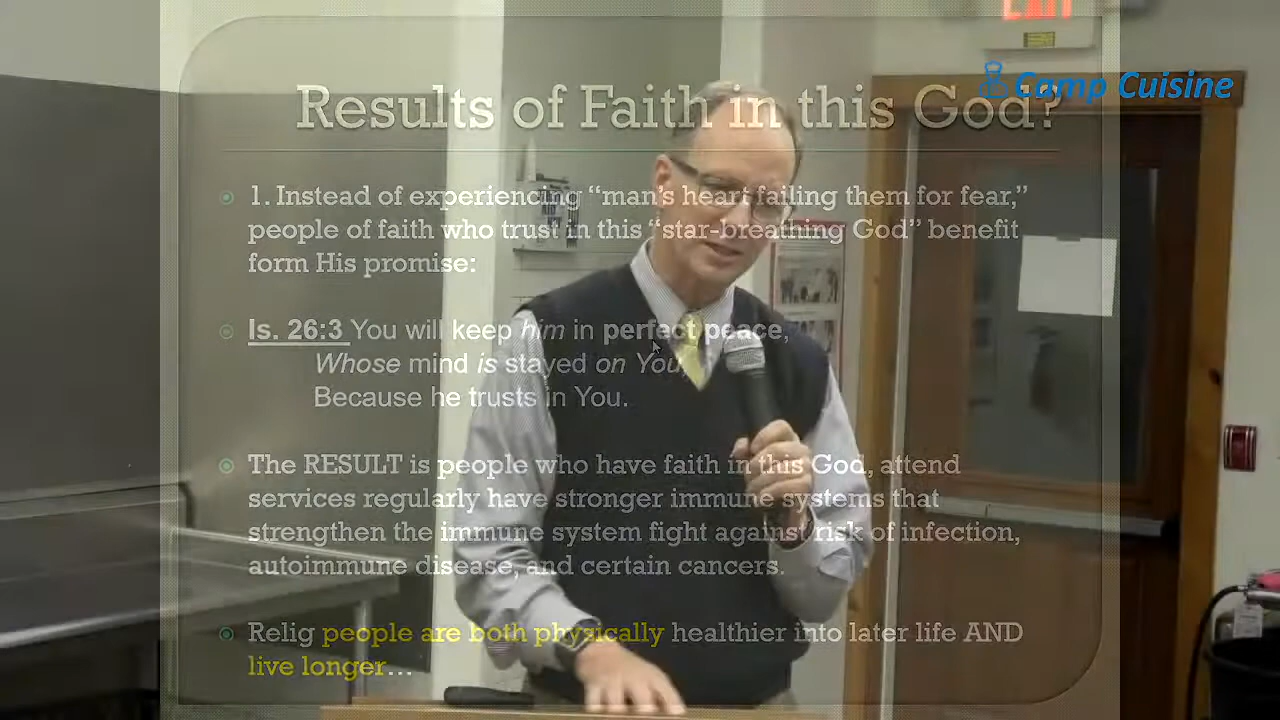 EXIT
Camp Cuisine
Results of Faith in this God?
1. Instead of experiencing “man’s heart failing them for fear,”
people of faith who trust in this “star-breathing God” benefit
form His promise:
Is. 26:3 You will keep him in perfect peace,
Whose mind is stayed on You,
Because he trusts in You.
The RESULT is people who have faith in this God, attend
services regularly have stronger immune systems that
strengthen the immune system fight against risk of infection,
autoimmune disease, and certain cancers.
Relig people are both physically healthier into later life AND
live longer…